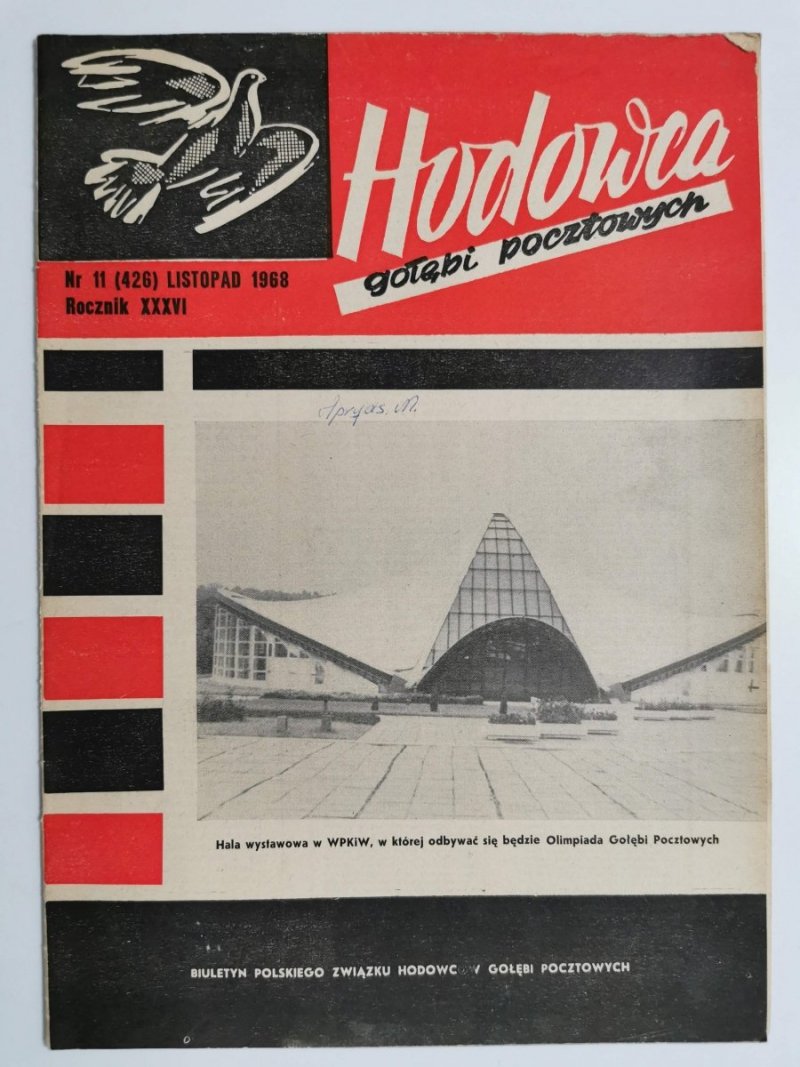 Hodowca
gołębi pocztowych
Nr 11 (426) LISTOPAD 1968
Rocznik XXXVI
Hala wystawowa w WPKiW, w której odbywać się będzie Olimpiada Gołębi Pocztowych
BIULETYN POLSKIEGO ZWIĄZKU HODOWC W GOŁĘBI POCZTOWYCH